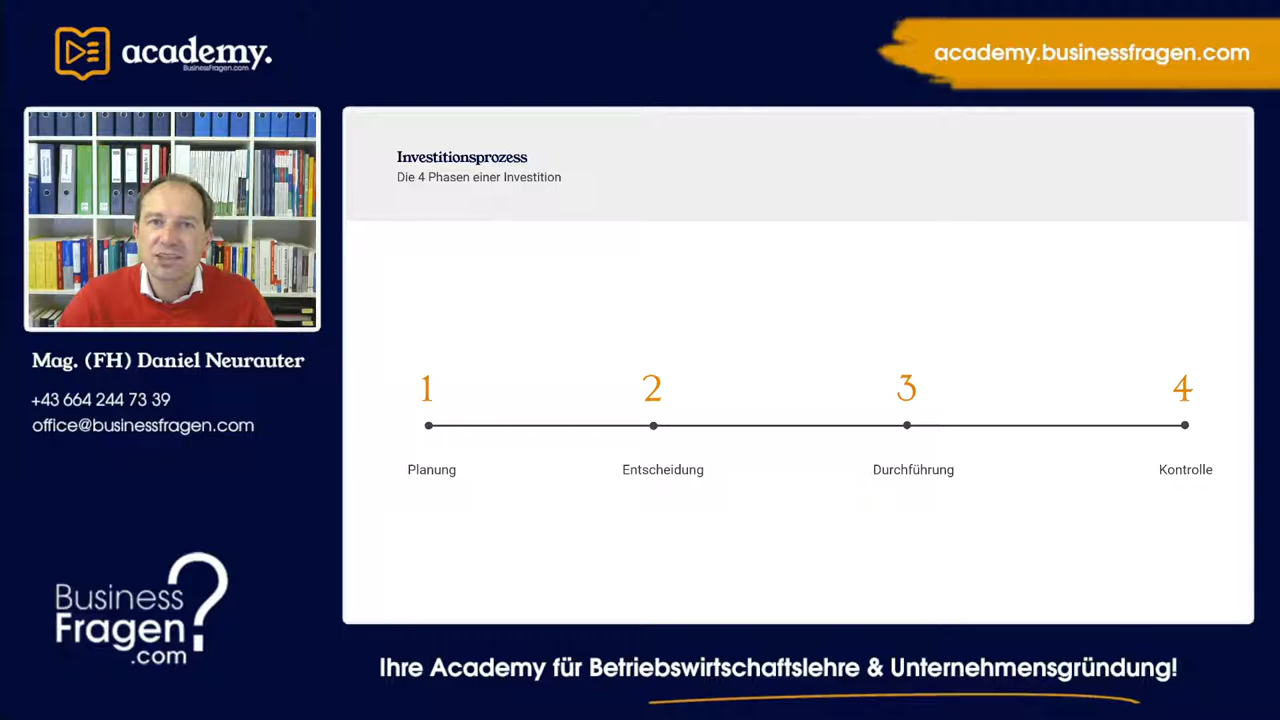 academy.
BusinessFragen.com
academy.businessfragen.com
Mag. (FH) Daniel Neurauter
+43 664 244 73 39
office@businessfragen.com
Business
Fragen
.com
?
Investitionsprozess
Die 4 Phasen einer Investition
1 2 3 4
Planung Entscheidung Durchführung Kontrolle
Ihre Academy für Betriebswirtschaftslehre & Unternehmensgründung!